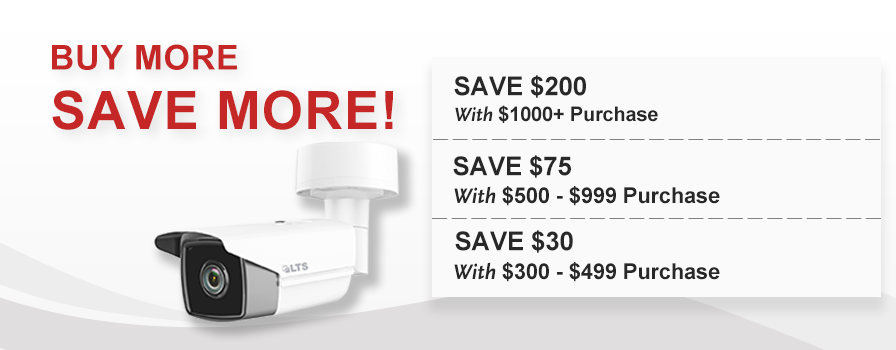 BUY MORE
SAVE MORE!
SAVE $200
With $1000+ Purchase
SAVE $75
With $500 - $999 Purchase
SAVE $30
With $300 - $499 Purchase
LTS